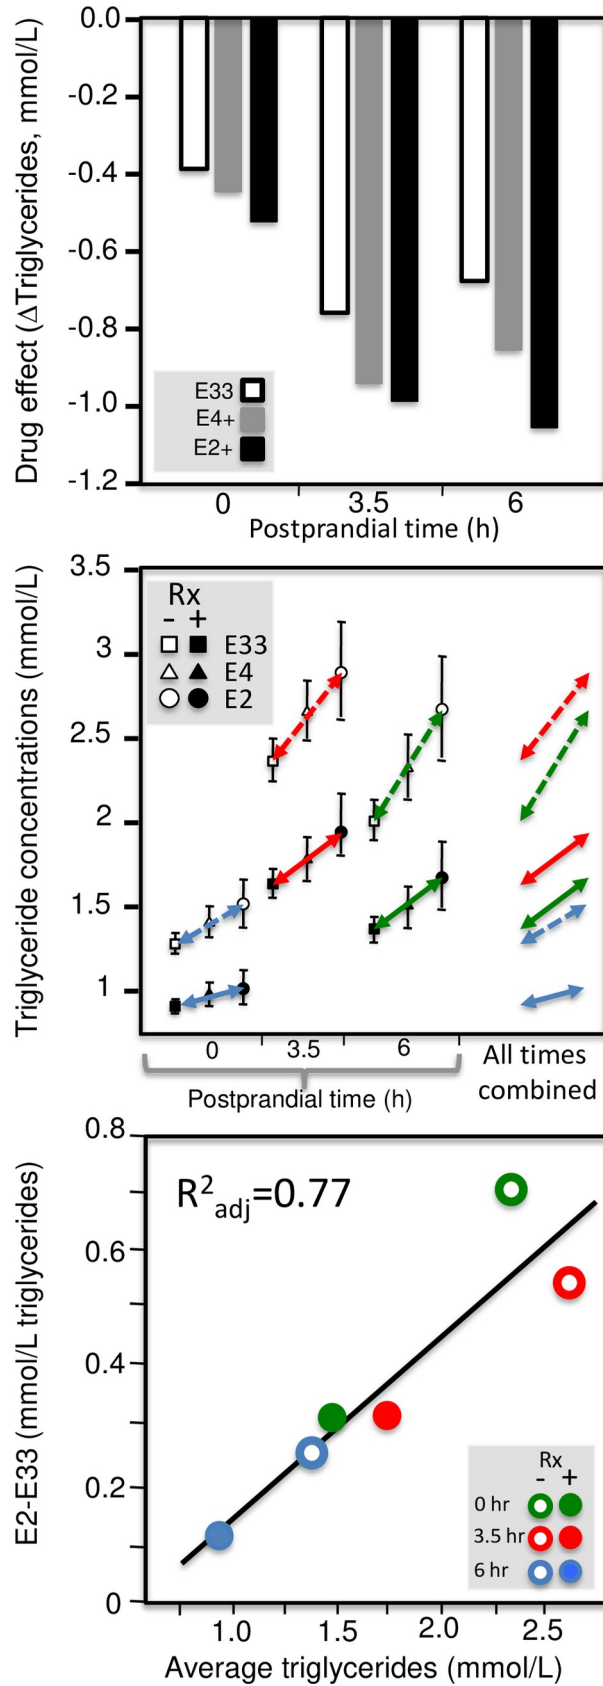 Drug effect (ΔTriglycerides, mmol/L)
0.0
-0.2
-0.4
-0.6
-0.8
-1.0
-1.2
E33
E4+
E2+
0 3.5 6
Postprandial time (h)
Triglyceride concentrations (mmol/L)
3.5
3
2.5
2
1.5
1
Rx
- +
E33
E4
E2
0 3.5 6
Postprandial time (h)
All times
combined
E2-E33 (mmol/L triglycerides)
0.8
0.6
0.4
0.2
0
R²adj=0.77
Rx
- +
0 hr
3.5 hr
6 hr
1.0 1.5 2.0 2.5
Average triglycerides (mmol/L)